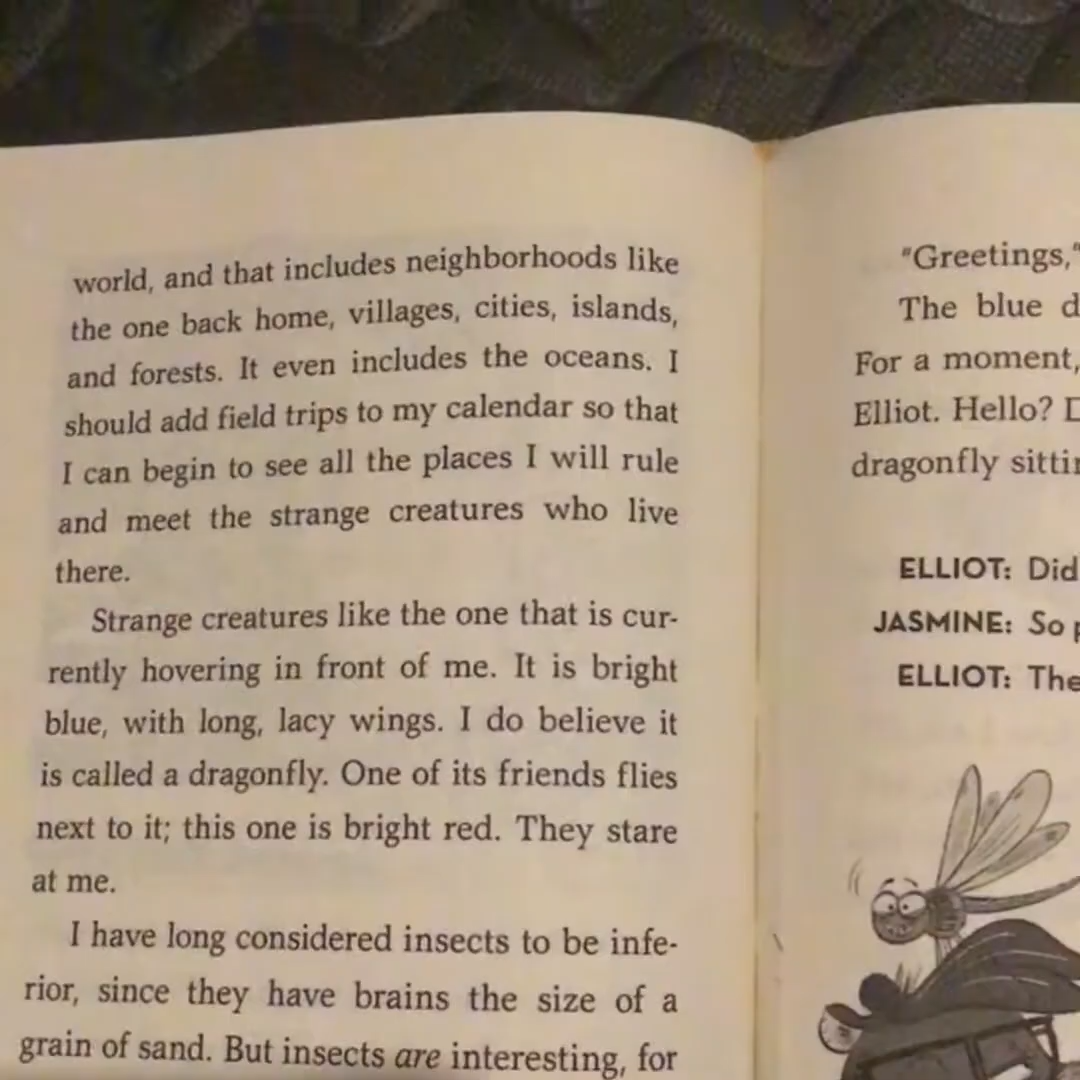 world, and that includes neighborhoods like
the one back home, villages, cities, islands,
and forests. It even includes the oceans. I
should add field trips to my calendar so that
I can begin to see all the places I will rule
and meet the strange creatures who live
there.
Strange creatures like the one that is cur-
rently hovering in front of me. It is bright
blue, with long, lacy wings. I do believe it
is called a dragonfly. One of its friends flies
next to it; this one is bright red. They stare
at me.
I have long considered insects to be infe-
rior, since they have brains the size of a
grain of sand. But insects are interesting, for
"Greetings,"
The blue
For a moment,
Elliot. Hello?
dragonfly
ELLIOT: Did
JASMINE: So
ELLIOT: The